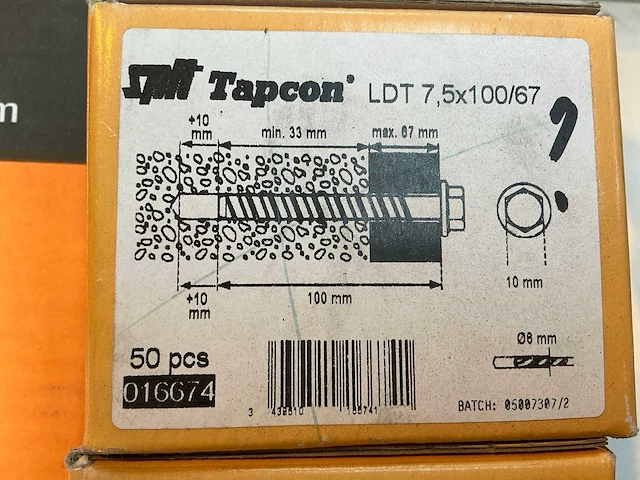 Spit Tapcon® LDT 7,5x100/67
m
+10 mm
min. 33 mm
max. 67 mm
10 mm
+10 mm
100 mm
Ø6 mm
50 pcs
016674
BATCH: 05007307/2